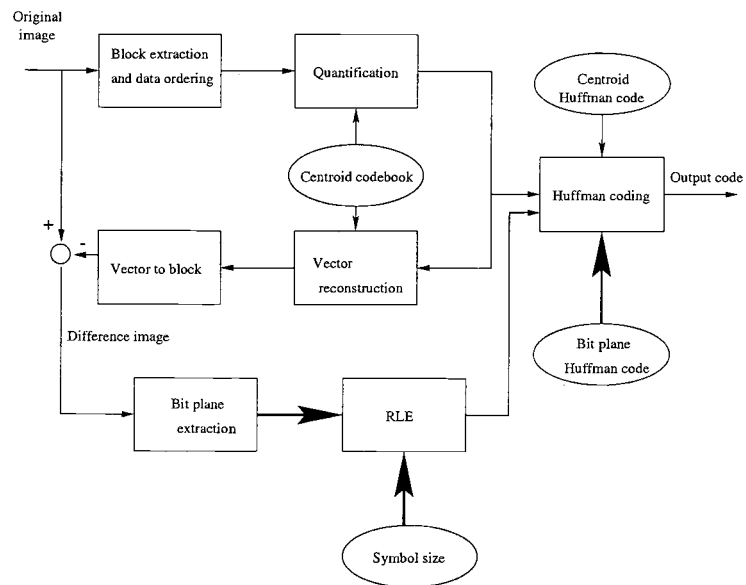 Original
image
Block extraction
and data ordering
Quantification
Centroid
Huffman code
Centroid codebook
Huffman coding
Output code
+
-
Vector to block
Vector
reconstruction
Difference image
Bit plane
Huffman code
Bit plane
extraction
RLE
Symbol size